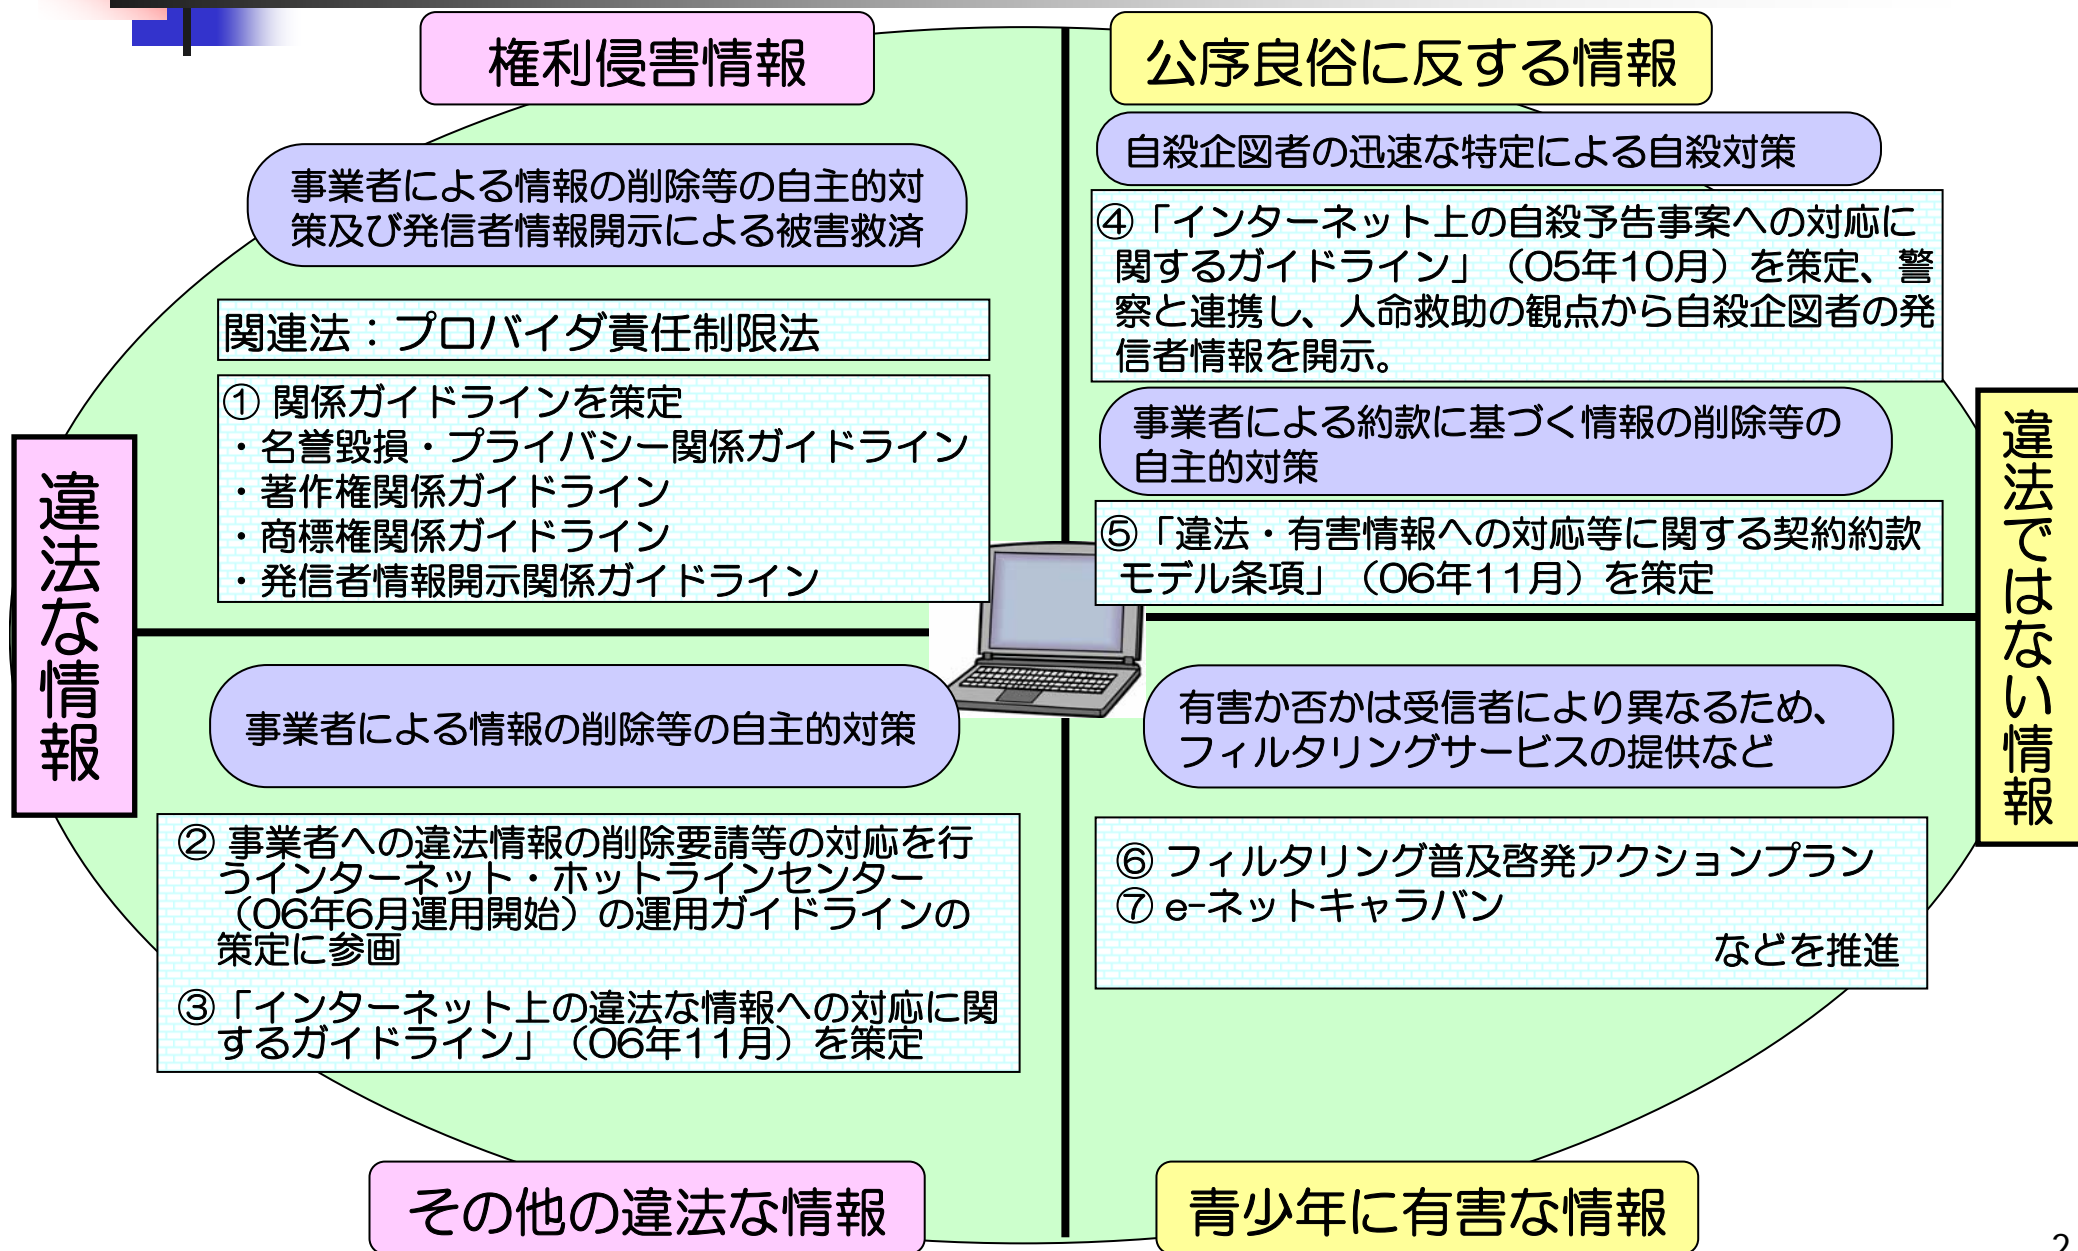 権利侵害情報
事業者による情報の削除等の自主的対
策及び発信者情報開示による被害救済
関連法：プロバイダ責任制限法
① 関係ガイドラインを策定
・名誉毀損・プライバシー関係ガイドライン
・著作権関係ガイドライン
・商標権関係ガイドライン
・発信者情報開示関係ガイドライン
公序良俗に反する情報
自殺企図者の迅速な特定による自殺対策
④「インターネット上の自殺予告事案への対応に
関するガイドライン」（05年10月）を策定、警
察と連携し、人命救助の観点から自殺企図者の発
信者情報を開示。
事業者による約款に基づく情報の削除等の
自主的対策
⑤「違法・有害情報への対応等に関する契約約款
モデル条項」（06年11月）を策定
違法な情報
違法ではない情報
事業者による情報の削除等の自主的対策
② 事業者への違法情報の削除要請等の対応を行
うインターネット・ホットラインセンター
（06年6月運用開始）の運用ガイドラインの
策定に参画
③「インターネット上の違法な情報への対応に関
するガイドライン」（06年11月）を策定
その他の違法な情報
有害か否かは受信者により異なるため、
フィルタリングサービスの提供など
⑥ フィルタリング普及啓発アクションプラン
⑦ e-ネットキャラバン
などを推進
青少年に有害な情報
2